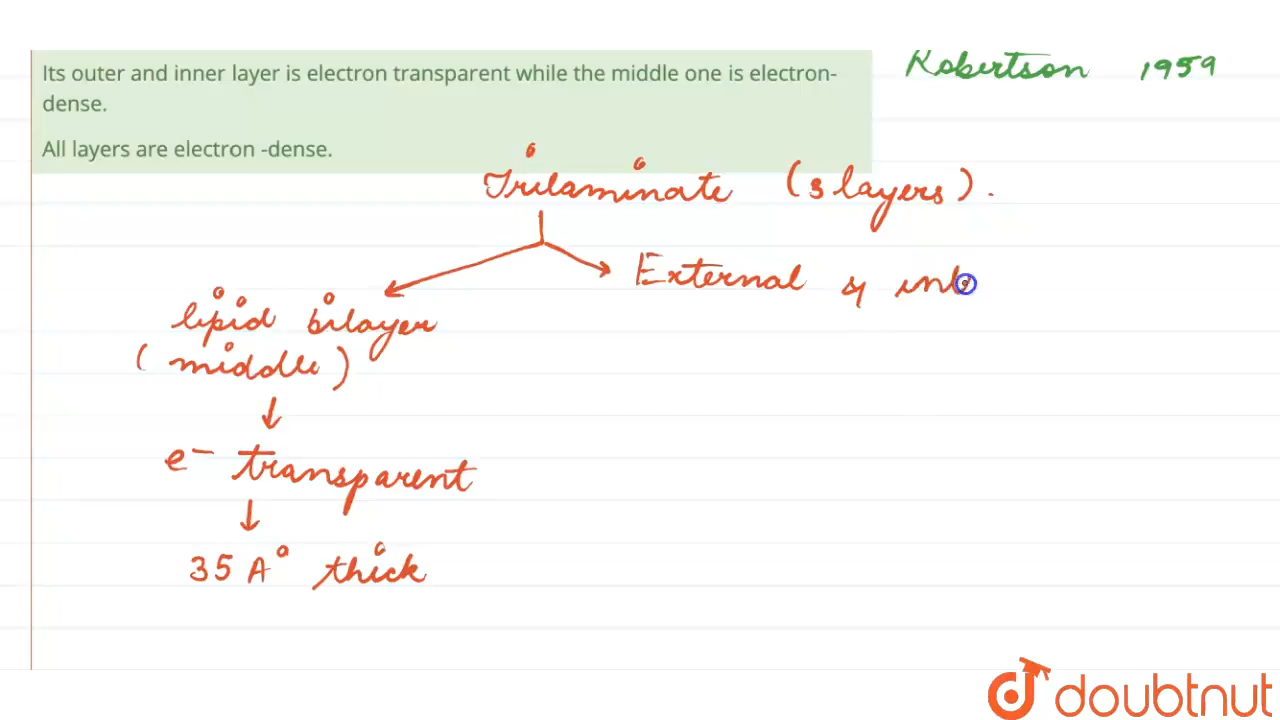 Its outer and inner layer is electron transparent while the middle one is electron-
dense.
Robertson 1959
All layers are electron -dense.
Trilaminate (3 layers).
External & int
lipid bilayer
(middle)
e⁻ transparent
35 A° thick
doubtnut